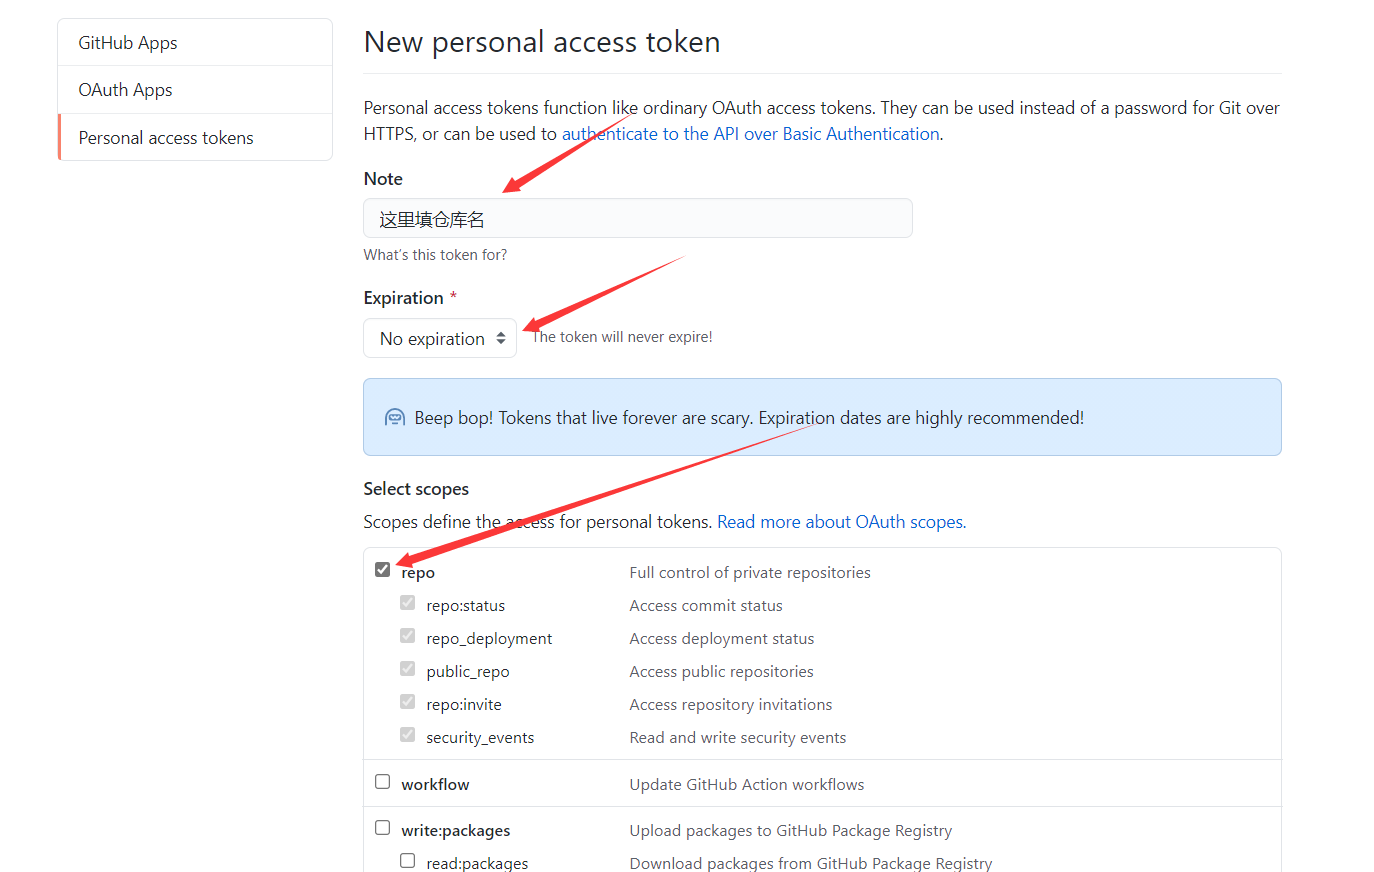 GitHub Apps
OAuth Apps
Personal access tokens
New personal access token
Personal access tokens function like ordinary OAuth access tokens. They can be used instead of a password for Git over
HTTPS, or can be used to authenticate to the API over Basic Authentication.
Note
这里填仓库名
What's this token for?
Expiration *
No expiration
The token will never expire!
Beep bop! Tokens that live forever are scary. Expiration dates are highly recommended!
Select scopes
Scopes define the access for personal tokens. Read more about OAuth scopes.
repo Full control of private repositories
repo:status Access commit status
repo_deployment Access deployment status
public_repo Access public repositories
repo:invite Access repository invitations
security_events Read and write security events
workflow Update GitHub Action workflows
write:packages Upload packages to GitHub Package Registry
read:packages Download packages from GitHub Package Registry